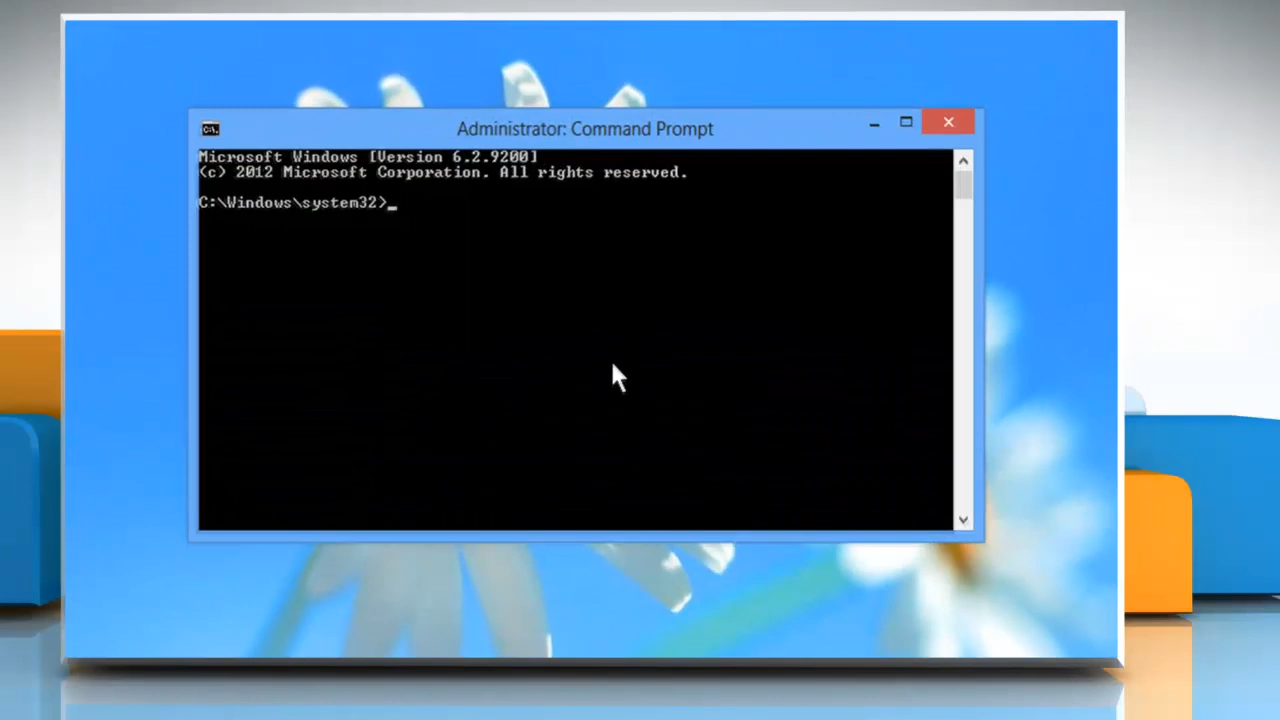 Administrator: Command Prompt
Microsoft Windows [Version 6.2.9200]
(c) 2012 Microsoft Corporation. All rights reserved.
C:\Windows\system32>_